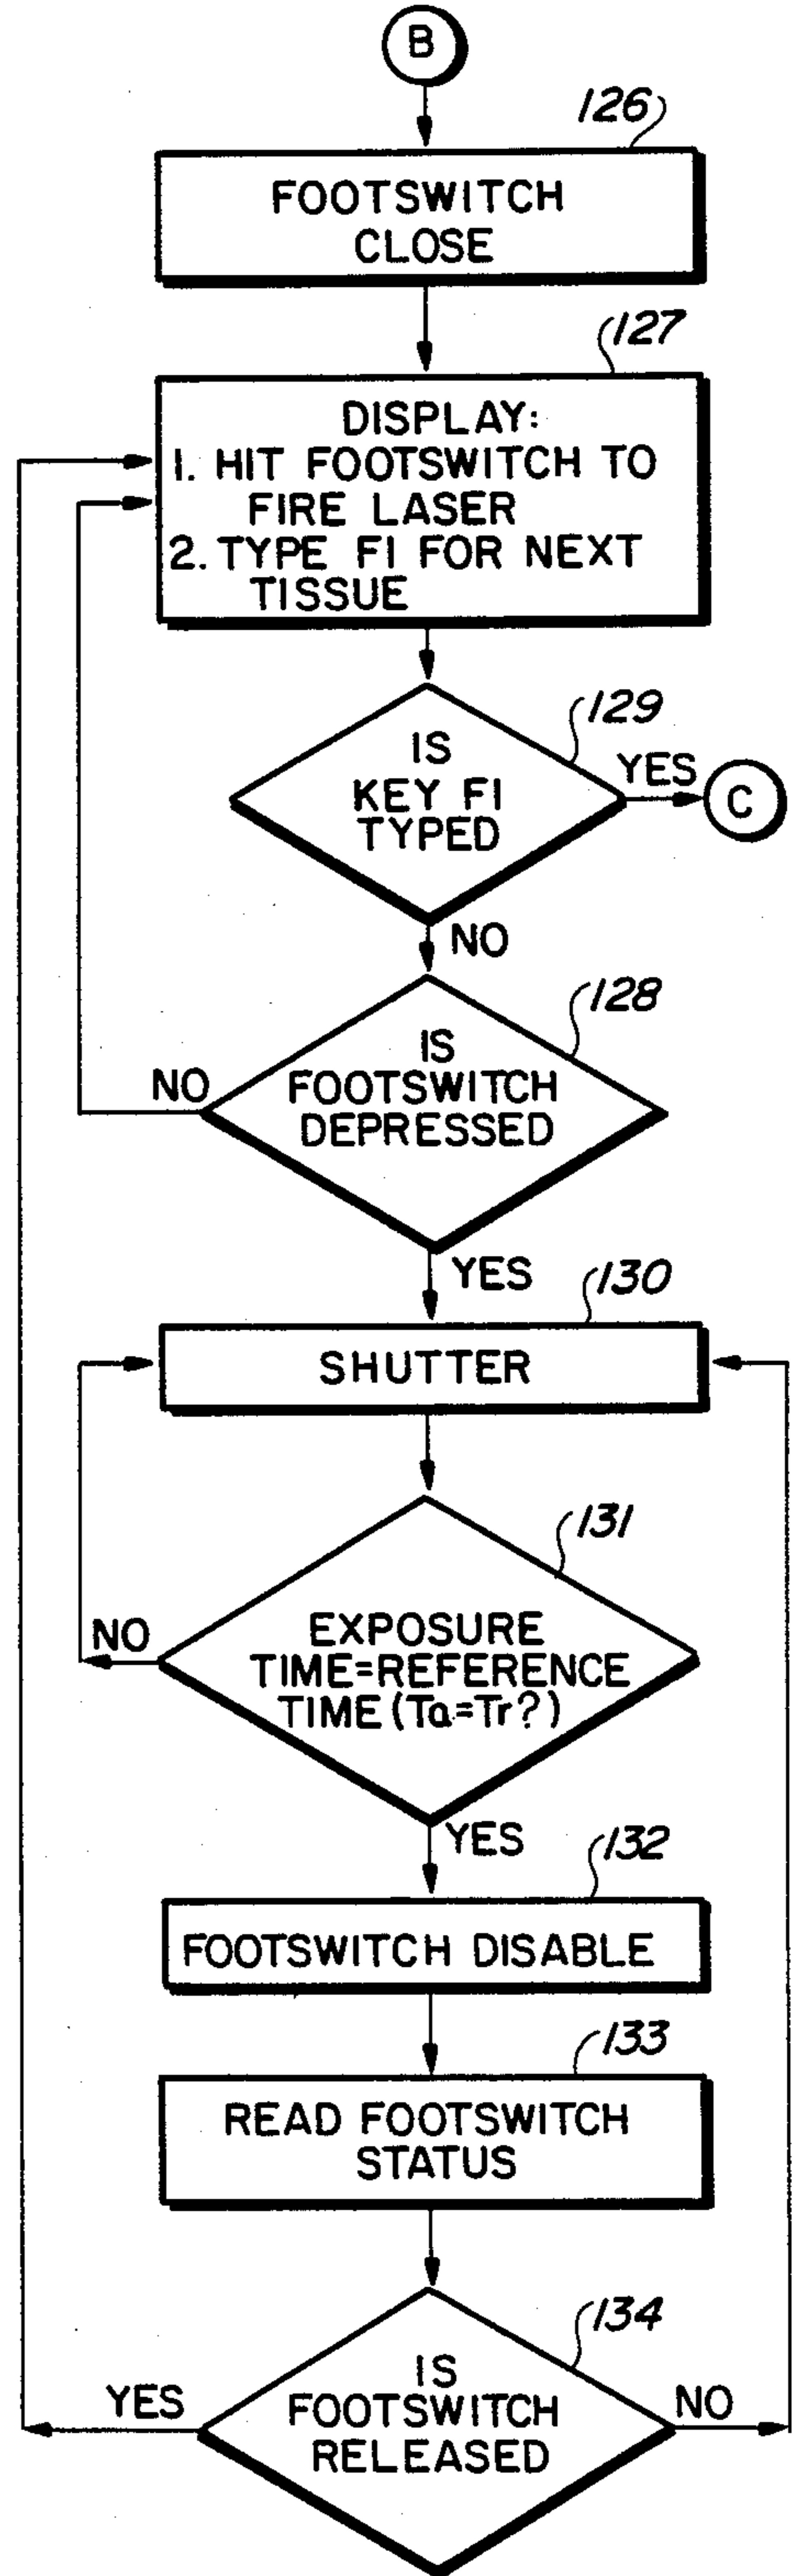 B
126
FOOTSWITCH
CLOSE
127
DISPLAY:
1. HIT FOOTSWITCH TO
FIRE LASER
2. TYPE F1 FOR NEXT
TISSUE
129
IS
KEY F1
TYPED
YES
C
NO
128
IS
FOOTSWITCH
DEPRESSED
NO
YES
130
SHUTTER
131
EXPOSURE
TIME=REFERENCE
TIME (Ta=Tr?)
NO
YES
132
FOOTSWITCH DISABLE
133
READ FOOTSWITCH
STATUS
134
IS
FOOTSWITCH
RELEASED
YES
NO